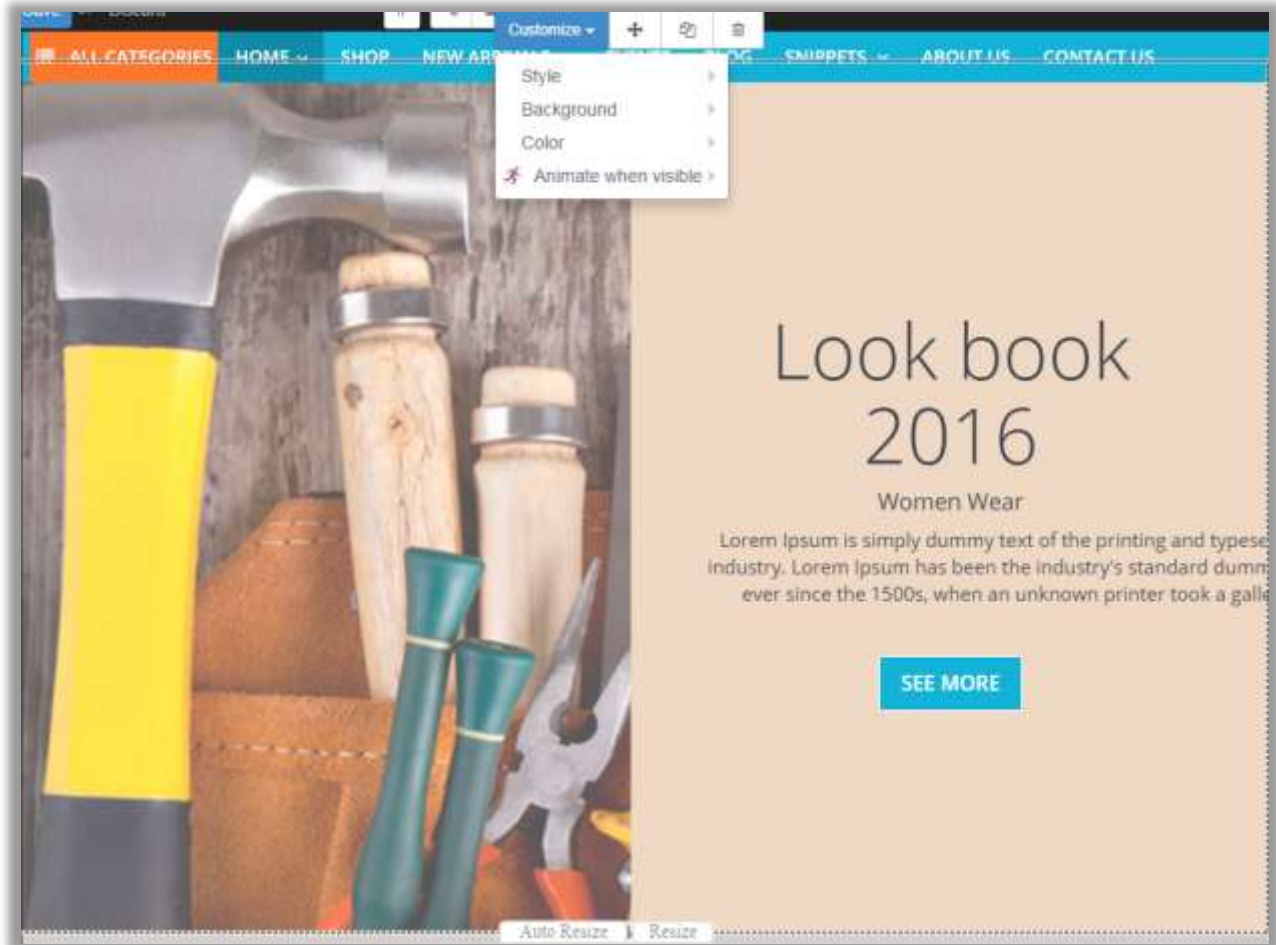 Customize
ALL CATEGORIES HOME SHOP SNIPPETS ABOUT US CONTACT US
Style
Background
Color
Animate when visible
Look book
2016
Women Wear
Lorem Ipsum is simply dummy text of the printing and typese
industry. Lorem Ipsum has been the industry's standard dumm
ever since the 1500s, when an unknown printer took a galle
SEE MORE
Auto Resize Resize